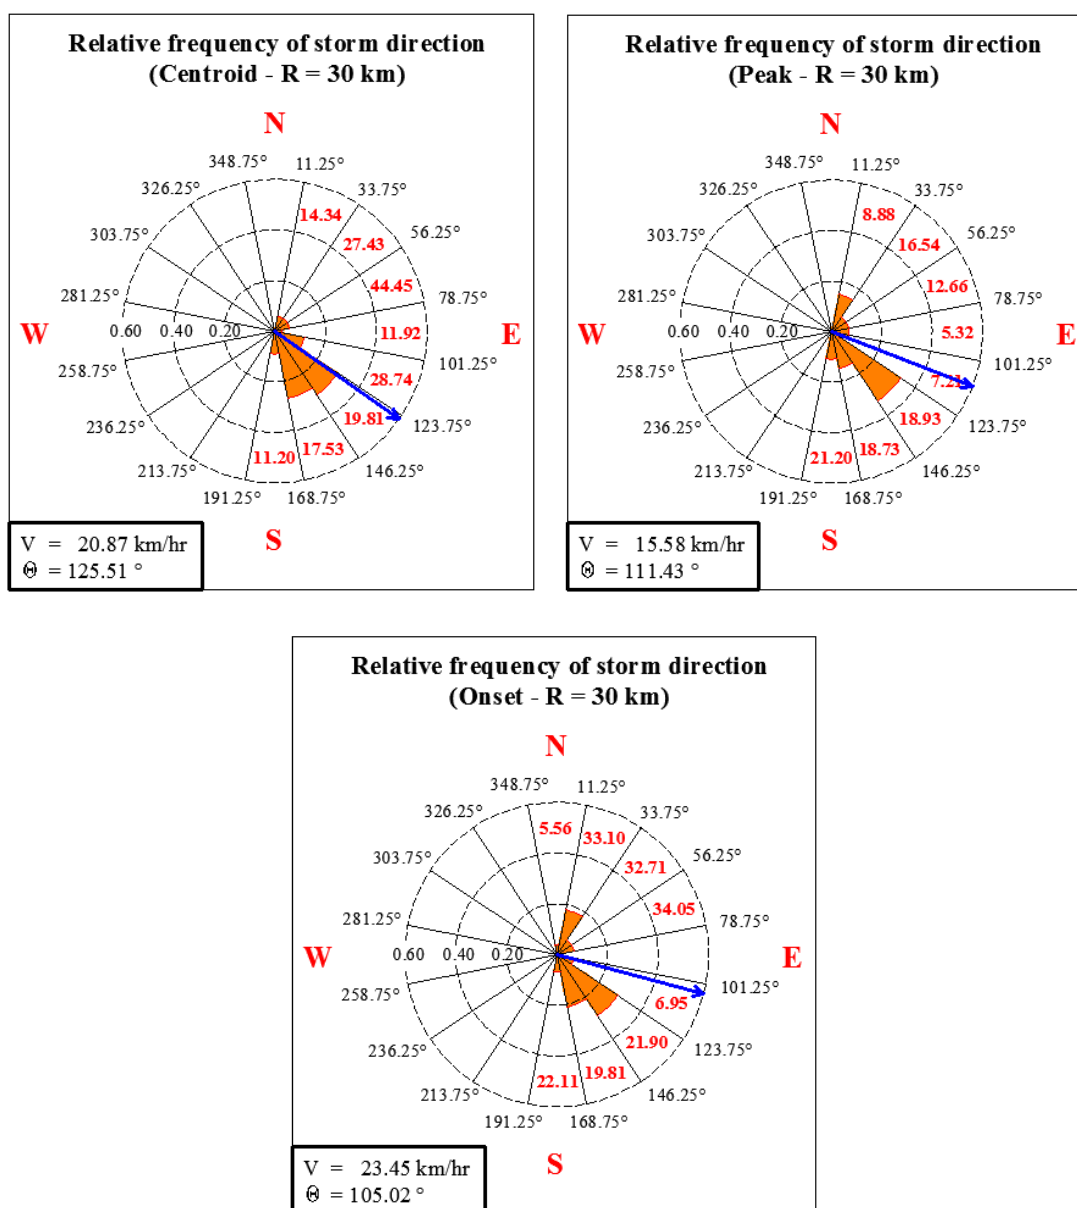 Relative frequency of storm direction
(Centroid - R = 30 km)
N
348.75° 11.25°
326.25° 33.75°
14.34
303.75° 27.43 56.25°
44.45
281.25° 78.75°
W 0.60 0.40 0.20 11.92 E
258.75° 101.25°
28.74
236.25° 19.81 123.75°
213.75° 11.20 17.53 146.25°
191.25° 168.75°
S
V = 20.87 km/hr
Θ = 125.51 °
Relative frequency of storm direction
(Peak - R = 30 km)
N
348.75° 11.25°
326.25° 33.75°
8.88
303.75° 16.54 56.25°
12.66
281.25° 78.75°
W 0.60 0.40 0.20 5.32 E
258.75° 101.25°
236.25° 18.93 123.75°
213.75° 21.20 18.73 146.25°
191.25° 168.75°
S
V = 15.58 km/hr
Θ = 111.43 °
Relative frequency of storm direction
(Onset - R = 30 km)
N
348.75° 11.25°
326.25° 33.75°
5.56 33.10
303.75° 32.71 56.25°
34.05
281.25° 78.75°
W 0.60 0.40 0.20 E
258.75° 101.25°
6.95
236.25° 21.90 123.75°
213.75° 22.11 19.81 146.25°
191.25° 168.75°
S
V = 23.45 km/hr
Θ = 105.02 °